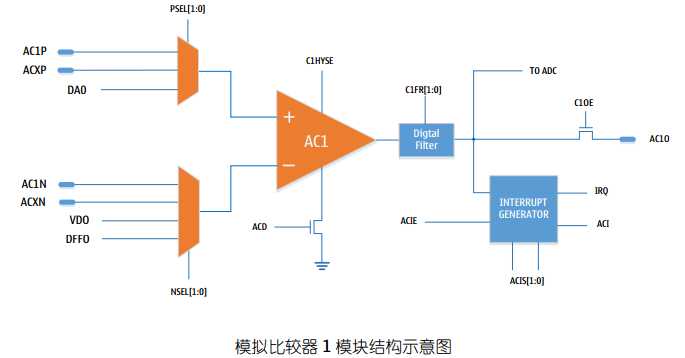 PSEL[1:0]
AC1P
ACXP
DA0
C1HYSE
+
AC1
−
C1FR[1:0]
Digtal
Filter
TO ADC
C1OE
AC1O
AC1N
ACXN
VDO
DFFO
NSEL[1:0]
ACD
ACIE
INTERRUPT
GENERATOR
IRQ
ACI
ACIS[1:0]
模拟比较器 1 模块结构示意图